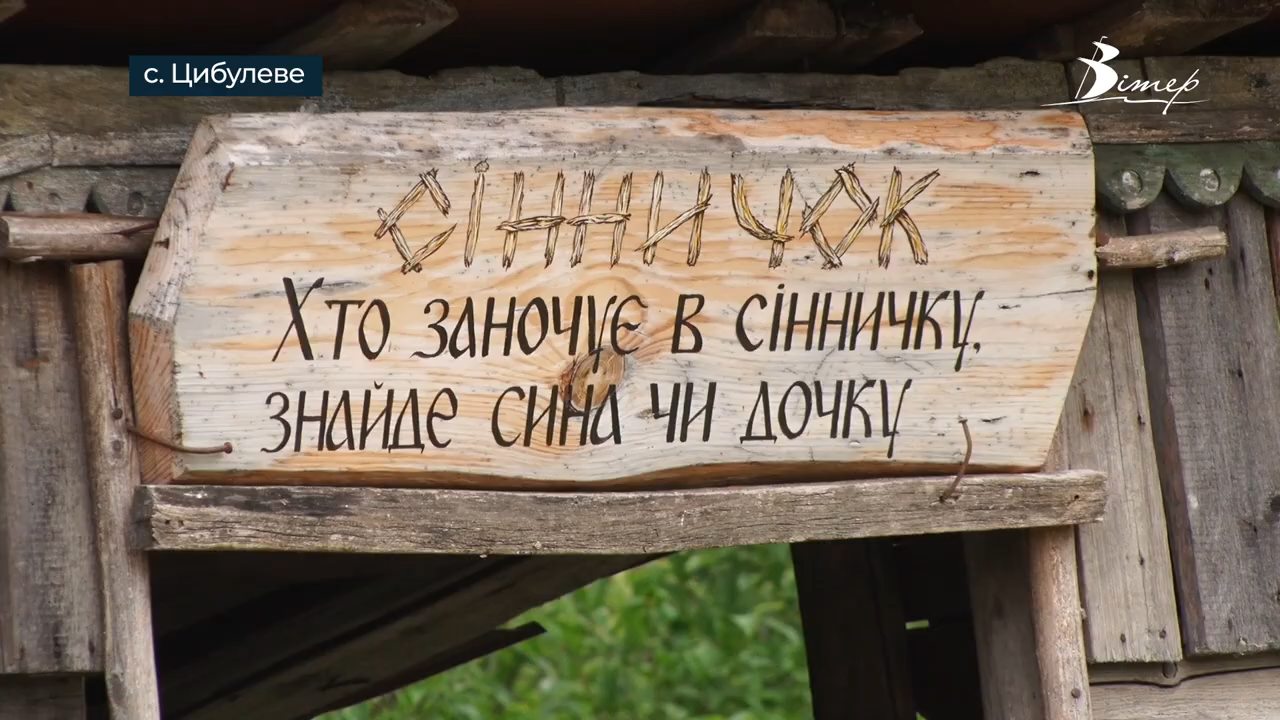 с. Цибулеве
Вітер
СІННИЧОК
Хто заночує в сінничку,
знайде сина чи дочку